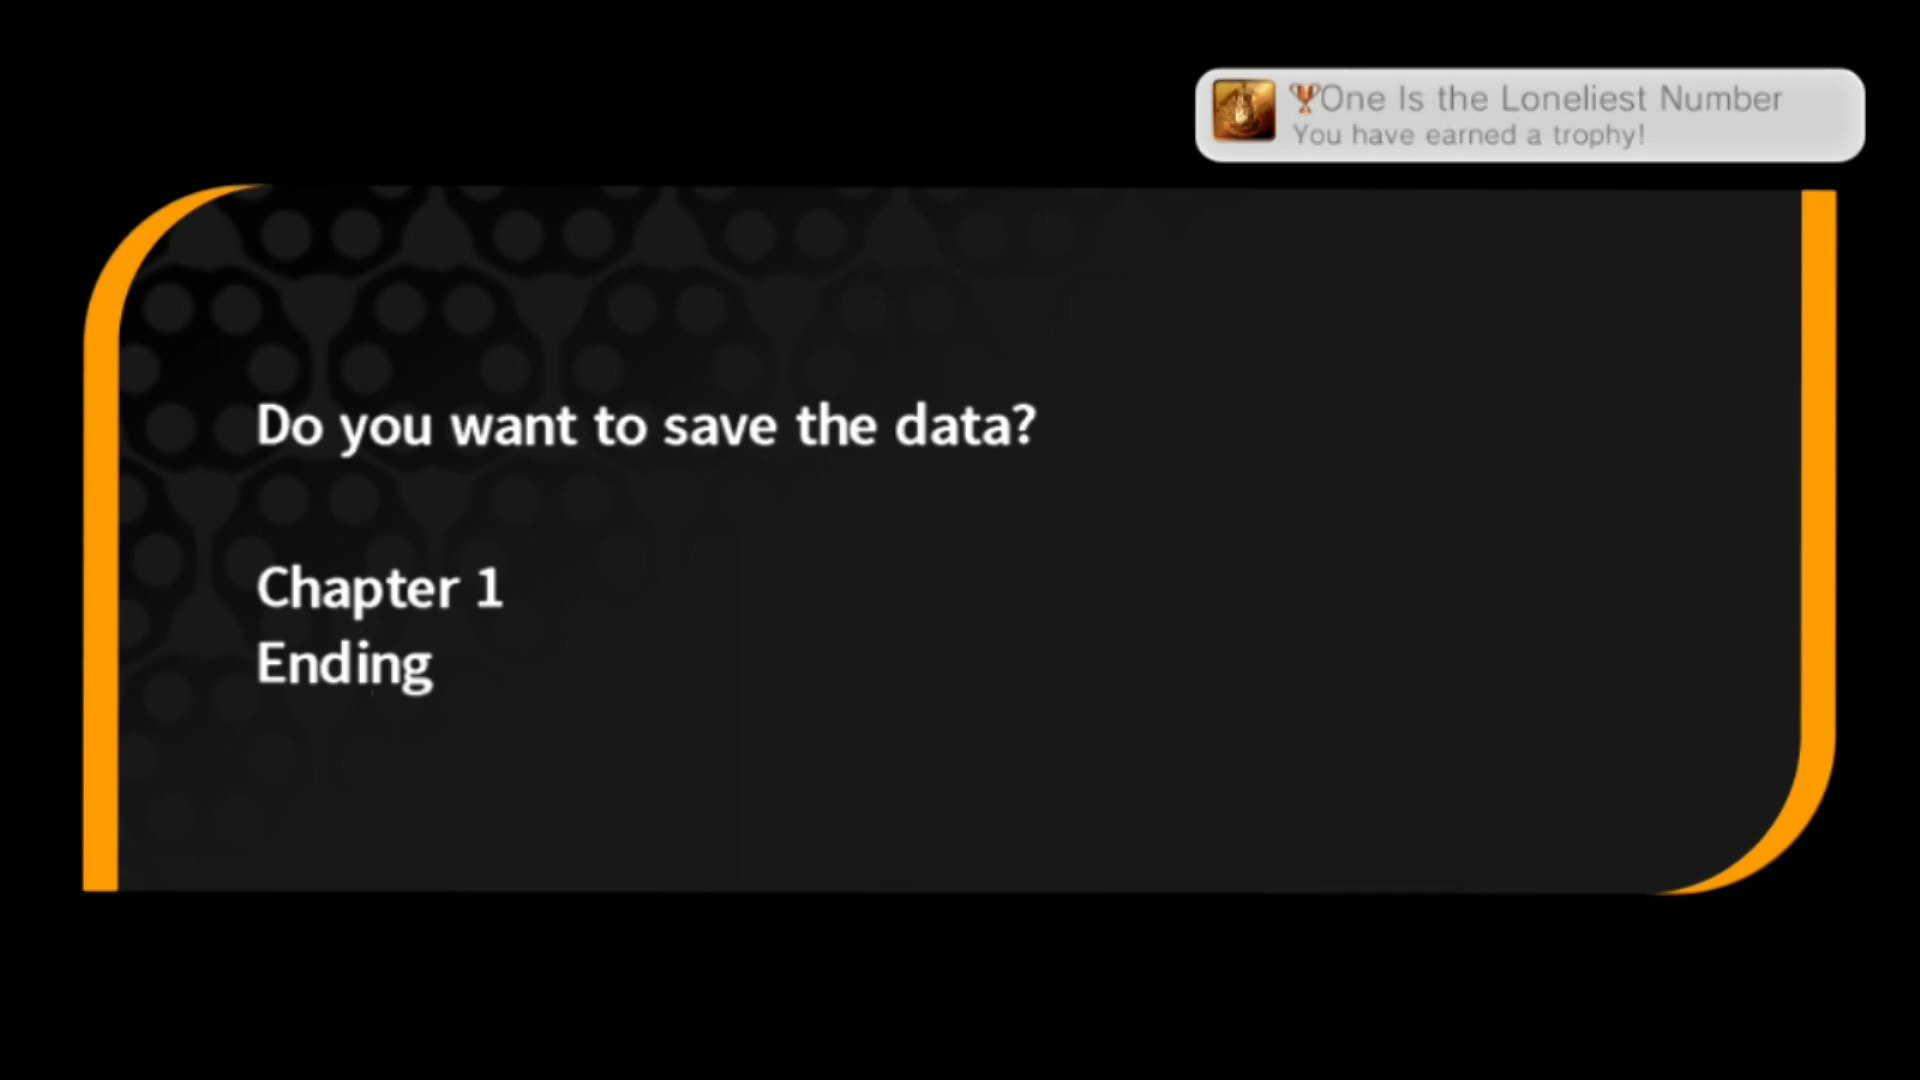 One Is the Loneliest Number
You have earned a trophy!
Do you want to save the data?
Chapter 1
Ending